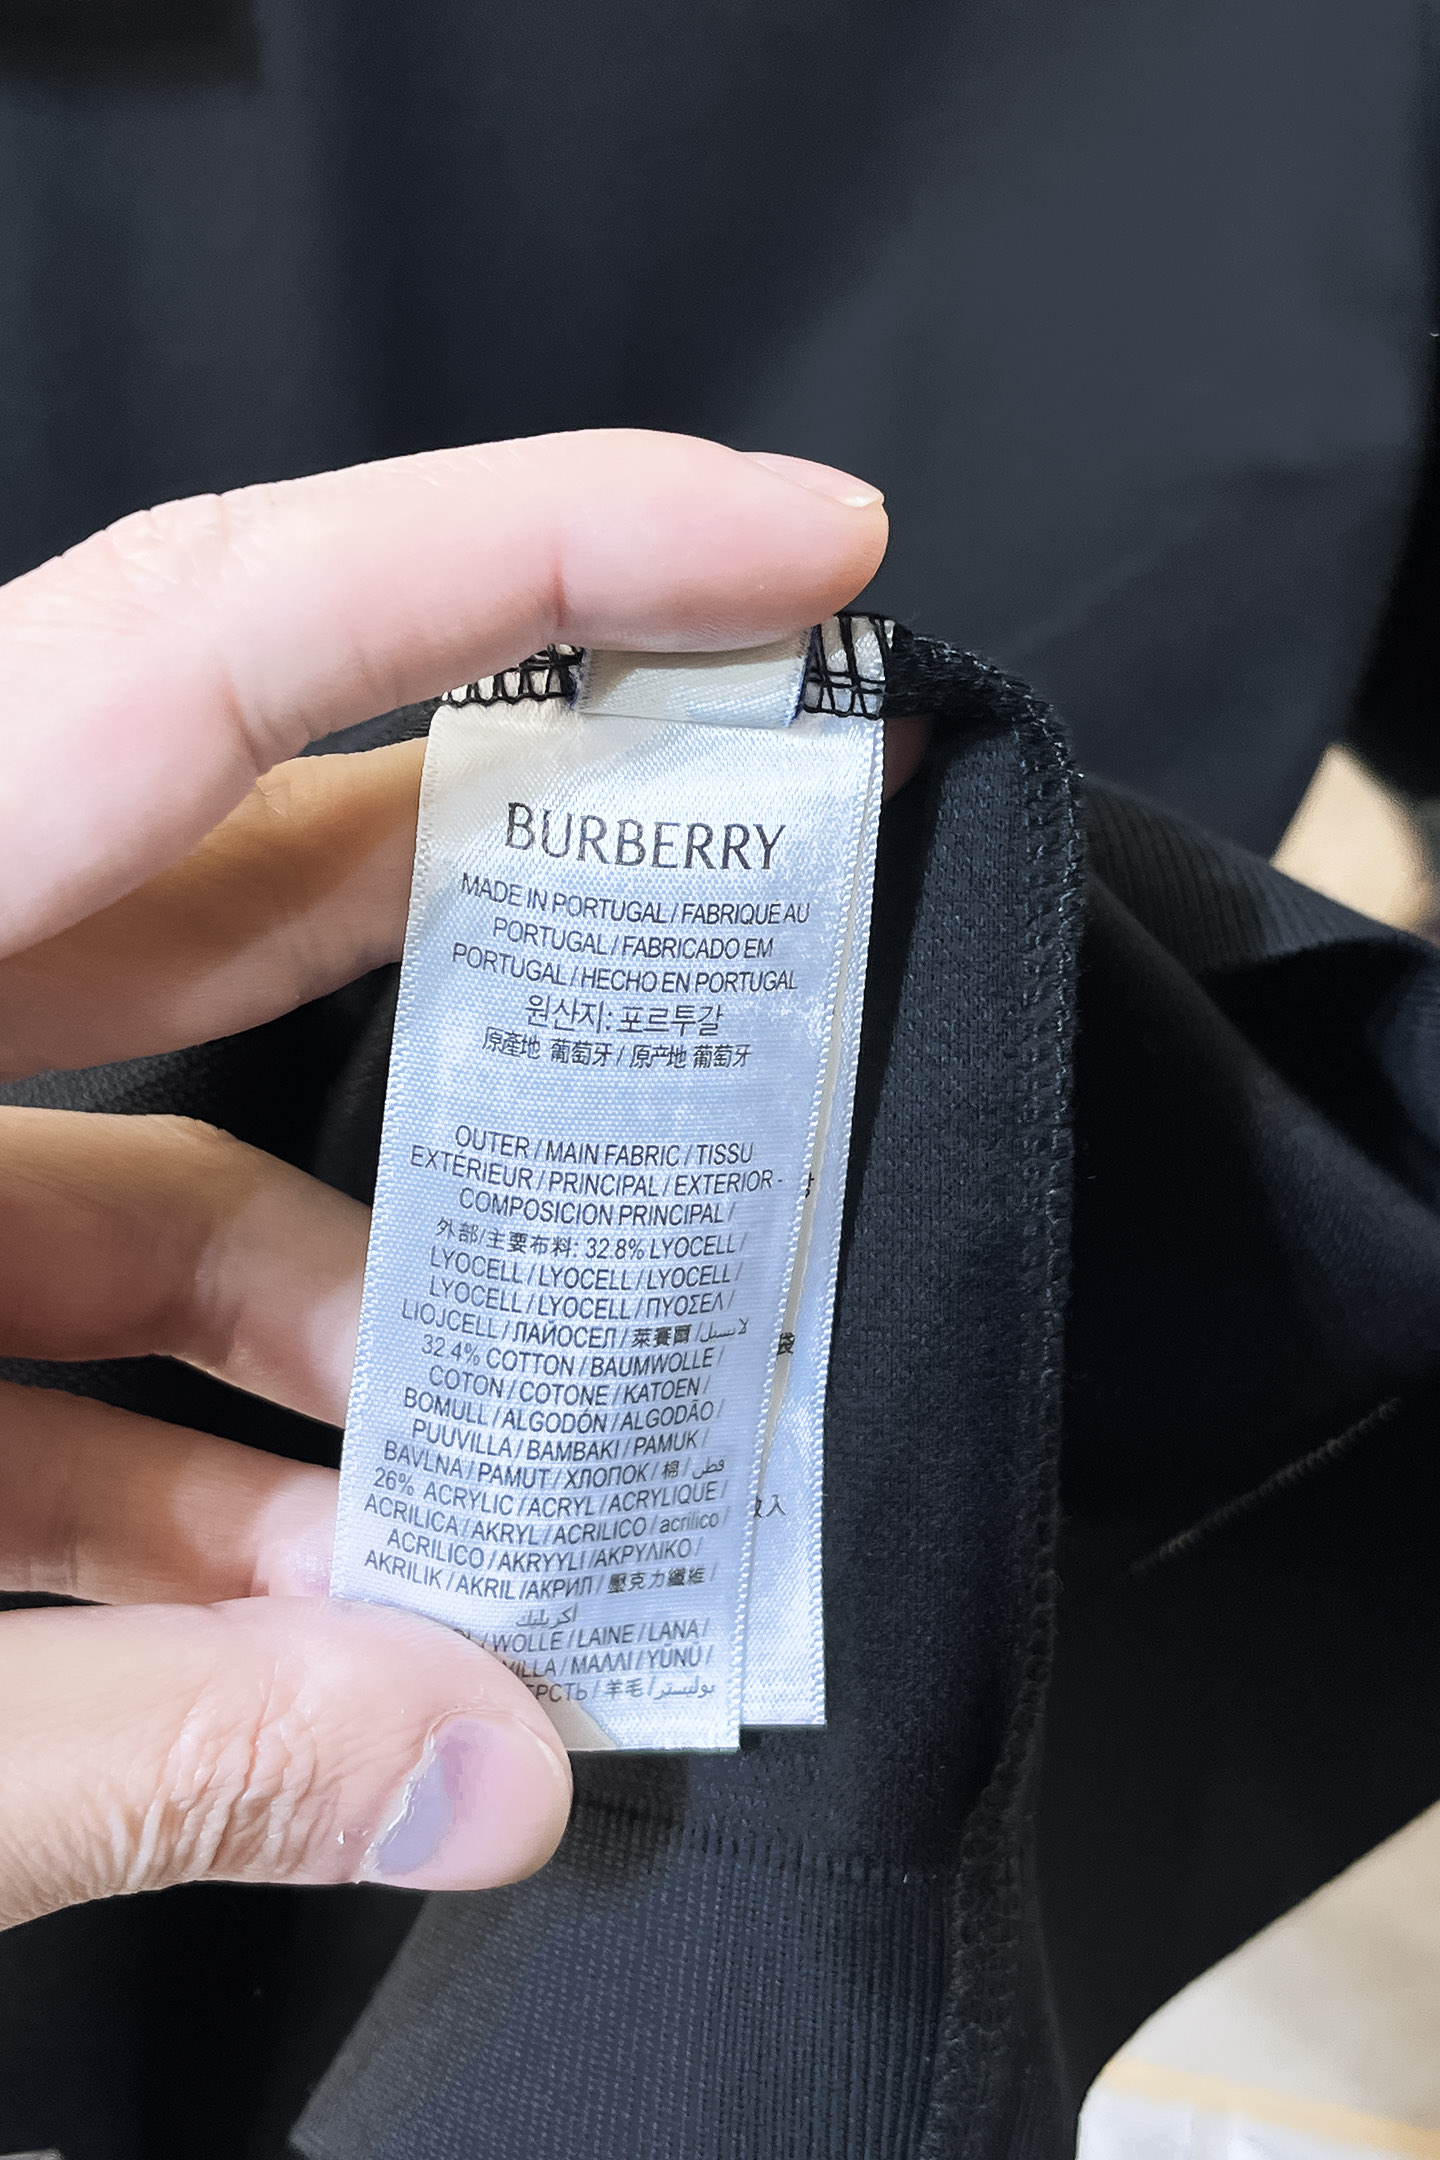 BURBERRY
MADE IN PORTUGAL / FABRIQUE AU
PORTUGAL / FABRICADO EM
PORTUGAL / HECHO EN PORTUGAL
원산지: 포르투갈
原產地 葡萄牙 / 原产地 葡萄牙
OUTER / MAIN FABRIC / TISSU
EXTÉRIEUR / PRINCIPAL / EXTERIOR -
COMPOSICION PRINCIPAL /
外部/主要布料: 32.8% LYOCELL /
LYOCELL / LYOCELL / LYOCELL /
LYOCELL / LYOCELL / ΠΥΟΣΕΛ /
LIOJCELL / ЛАЙОСЕЛ / 萊賽爾 /
32.4% COTTON / BAUMWOLLE /
COTON / COTONE / KATOEN /
BOMULL / ALGODÓN / ALGODÃO /
PUUVILLA / BAMBAKI / PAMUK /
BAVLNA / PAMUT / ХЛОПОК / 棉 / قطن
26% ACRYLIC / ACRYL / ACRYLIQUE /
ACRILICA / AKRYL / ACRILICO / acrílico /
ACRILICO / AKRYYLI / ΑΚΡΥΛΙΚΟ /
AKRILIK / AKRIL / АКРИЛ / 壓克力纖維 /
أكريليك
/ WOLLE / LAINE / LANA /
/ ΜΑΛΛΙ / YÜNÜ /
/ 羊毛 / بوليستر
袋
入